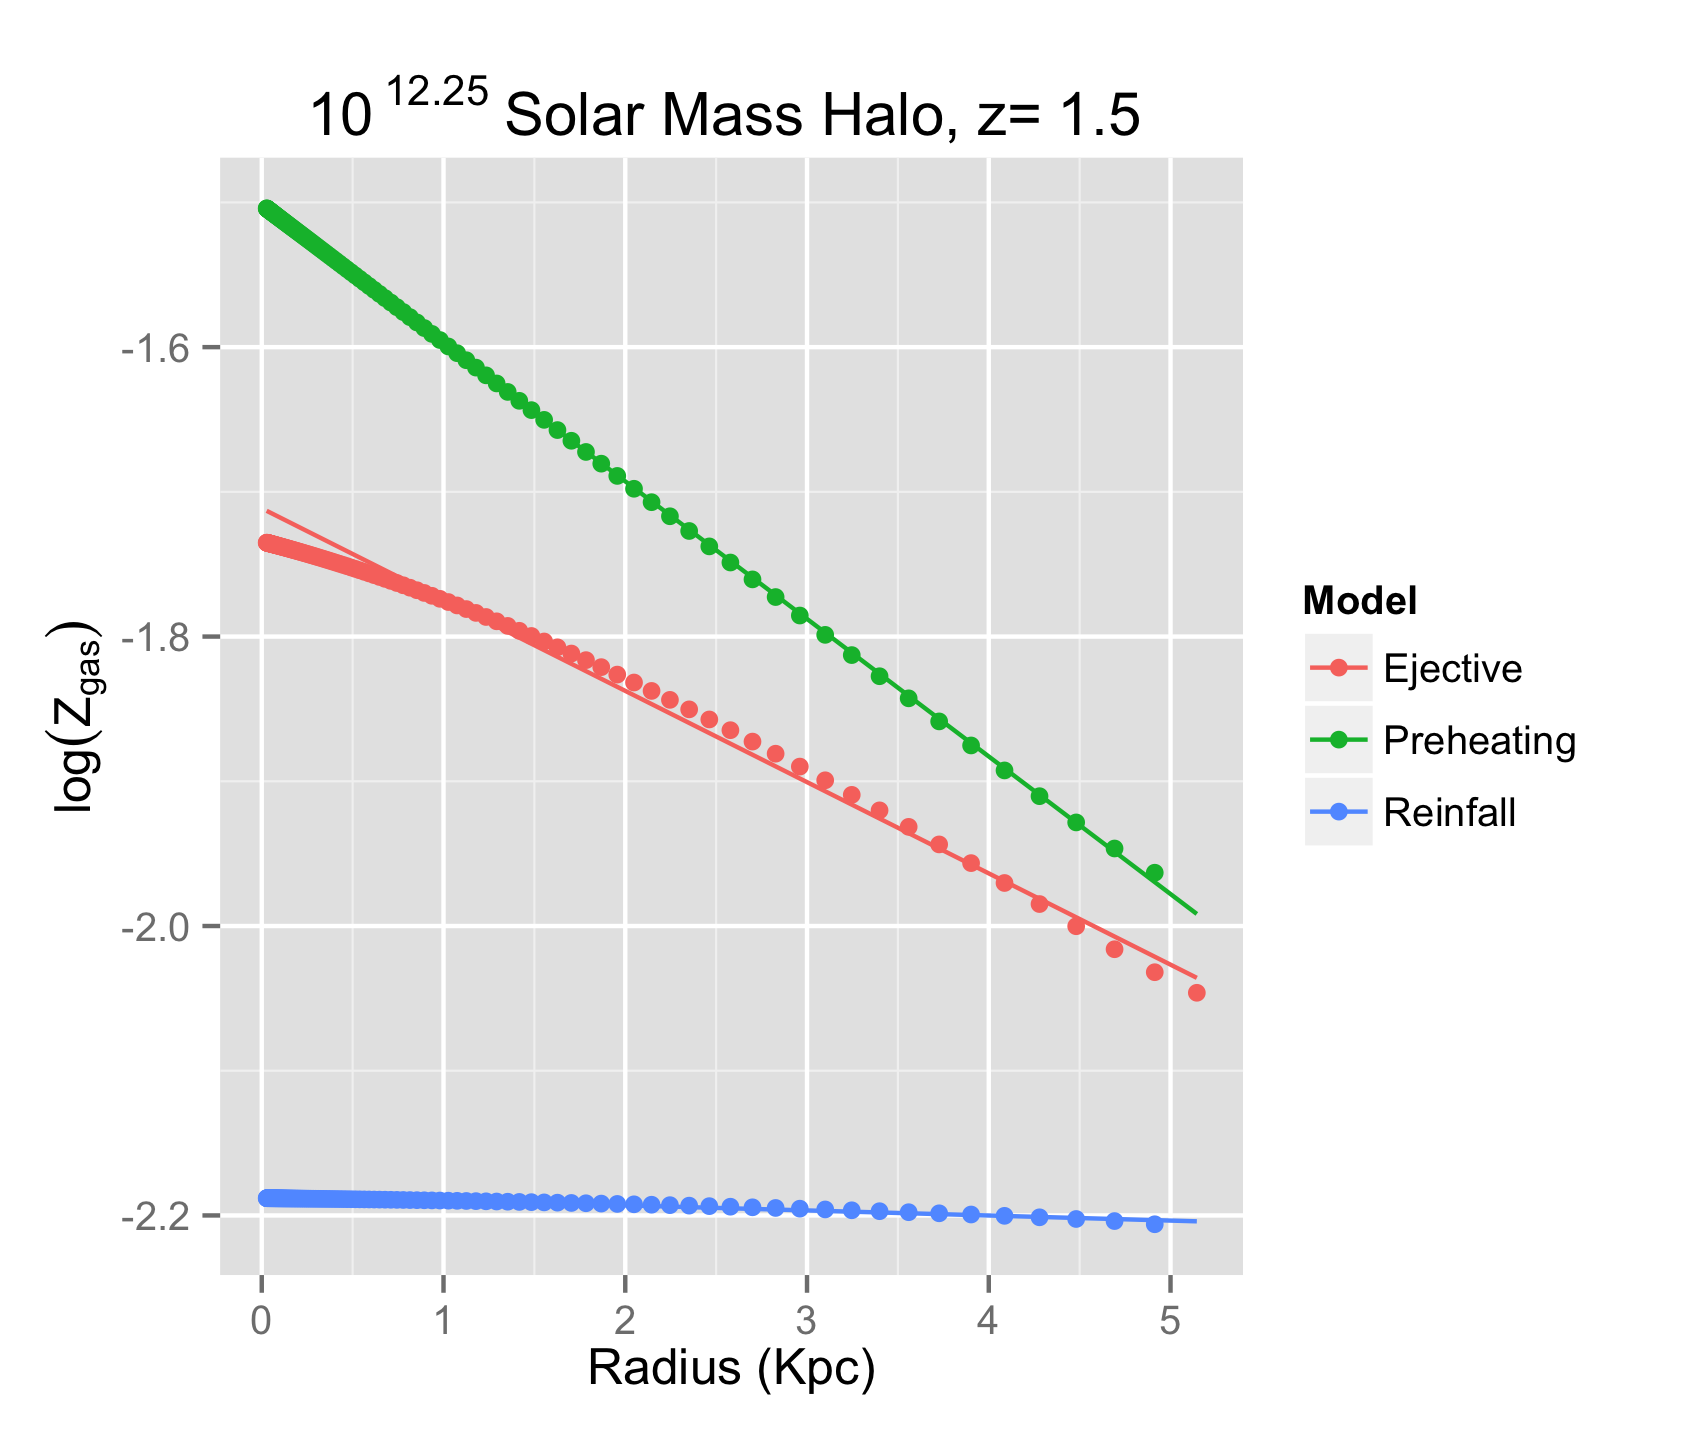 10 12.25 Solar Mass Halo, z= 1.5
-1.6
-1.8
-2.0
-2.2
log(Zgas)
0 1 2 3 4 5
Radius (Kpc)
Model
Ejective
Preheating
Reinfall